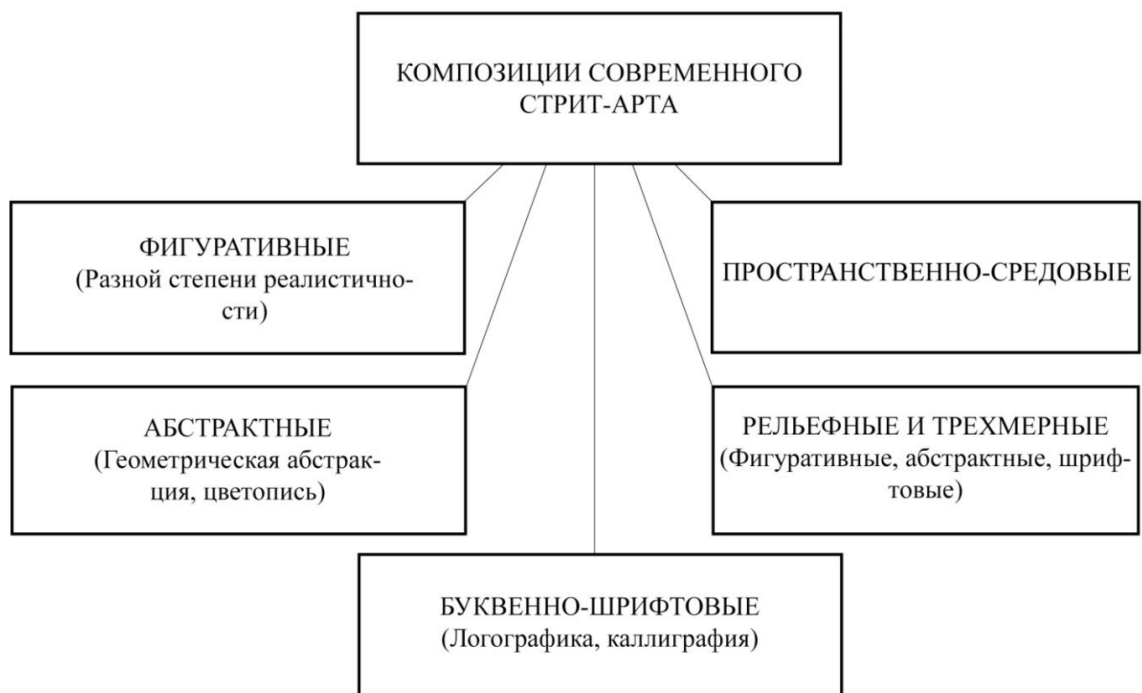 КОМПОЗИЦИИ СОВРЕМЕННОГО
СТРИТ-АРТА
ФИГУРАТИВНЫЕ
(Разной степени реалистично-
сти)
ПРОСТРАНСТВЕННО-СРЕДОВЫЕ
АБСТРАКТНЫЕ
(Геометрическая абстрак-
ция, цветопись)
РЕЛЬЕФНЫЕ И ТРЕХМЕРНЫЕ
(Фигуративные, абстрактные, шриф-
товые)
БУКВЕННО-ШРИФТОВЫЕ
(Логографика, каллиграфия)